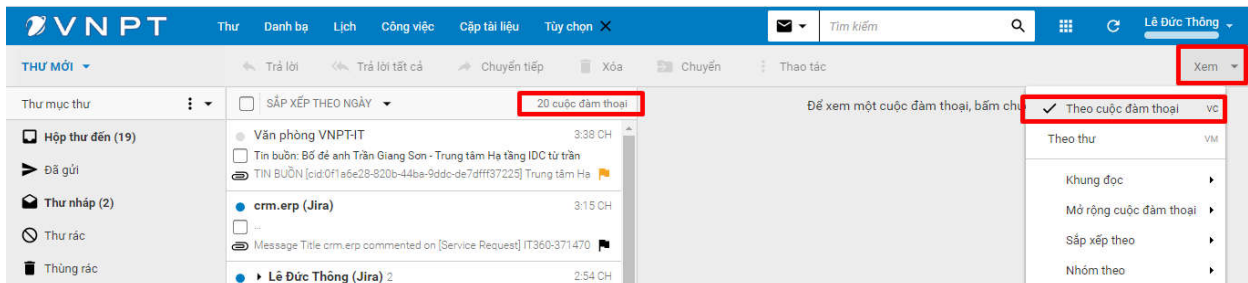 VNPT Thư Danh bạ Lịch Công việc Cặp tài liệu Tùy chọn Tìm kiếm Lê Đức Thông
THƯ MỚI Trả lời Trả lời tất cả Chuyển tiếp Xóa Chuyển Thao tác Xem
Thư mục thư SẮP XẾP THEO NGÀY 20 cuộc đàm thoại Để xem một cuộc đàm thoại, bấm chu
Theo cuộc đàm thoại VC
Theo thư VM
Khung đọc
Mở rộng cuộc đàm thoại
Sắp xếp theo
Nhóm theo
Hộp thư đến (19)
Đã gửi
Thư nháp (2)
Thư rác
Thùng rác
Văn phòng VNPT-IT 3:38 CH
Tin buồn: Bố đẻ anh Trần Giang Sơn - Trung tâm Hạ tầng IDC từ trần
TIN BUỒN [cid:0f1a6e28-820b-44ba-9ddc-de7dfff37225] Trung tâm Hạ
crm.erp (Jira) 3:15 CH
...
Message Title crm.erp commented on [Service Request] IT360-371470
Lê Đức Thông (Jira) 2 2:54 CH